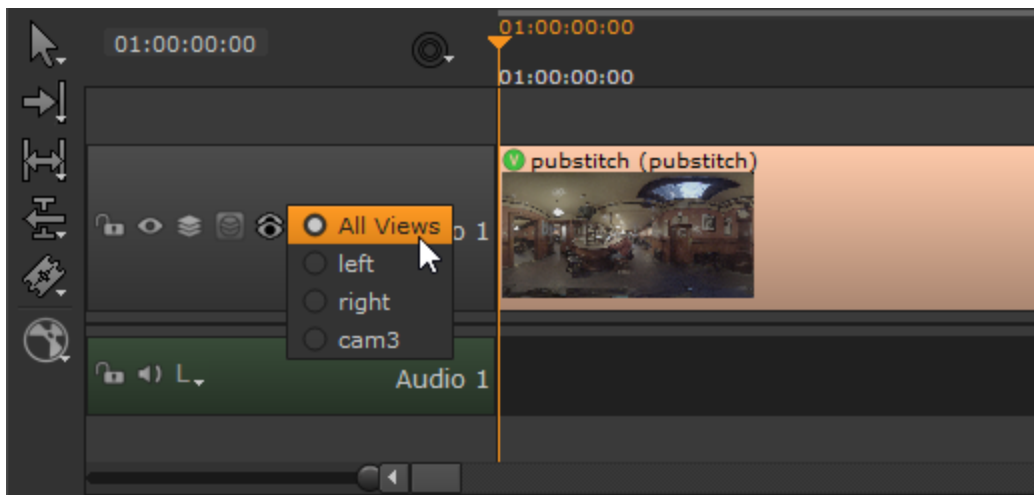 01:00:00:00
01:00:00:00
01:00:00:00
V pubstitch (pubstitch)
All Views
o 1
left
right
cam3
L
Audio 1